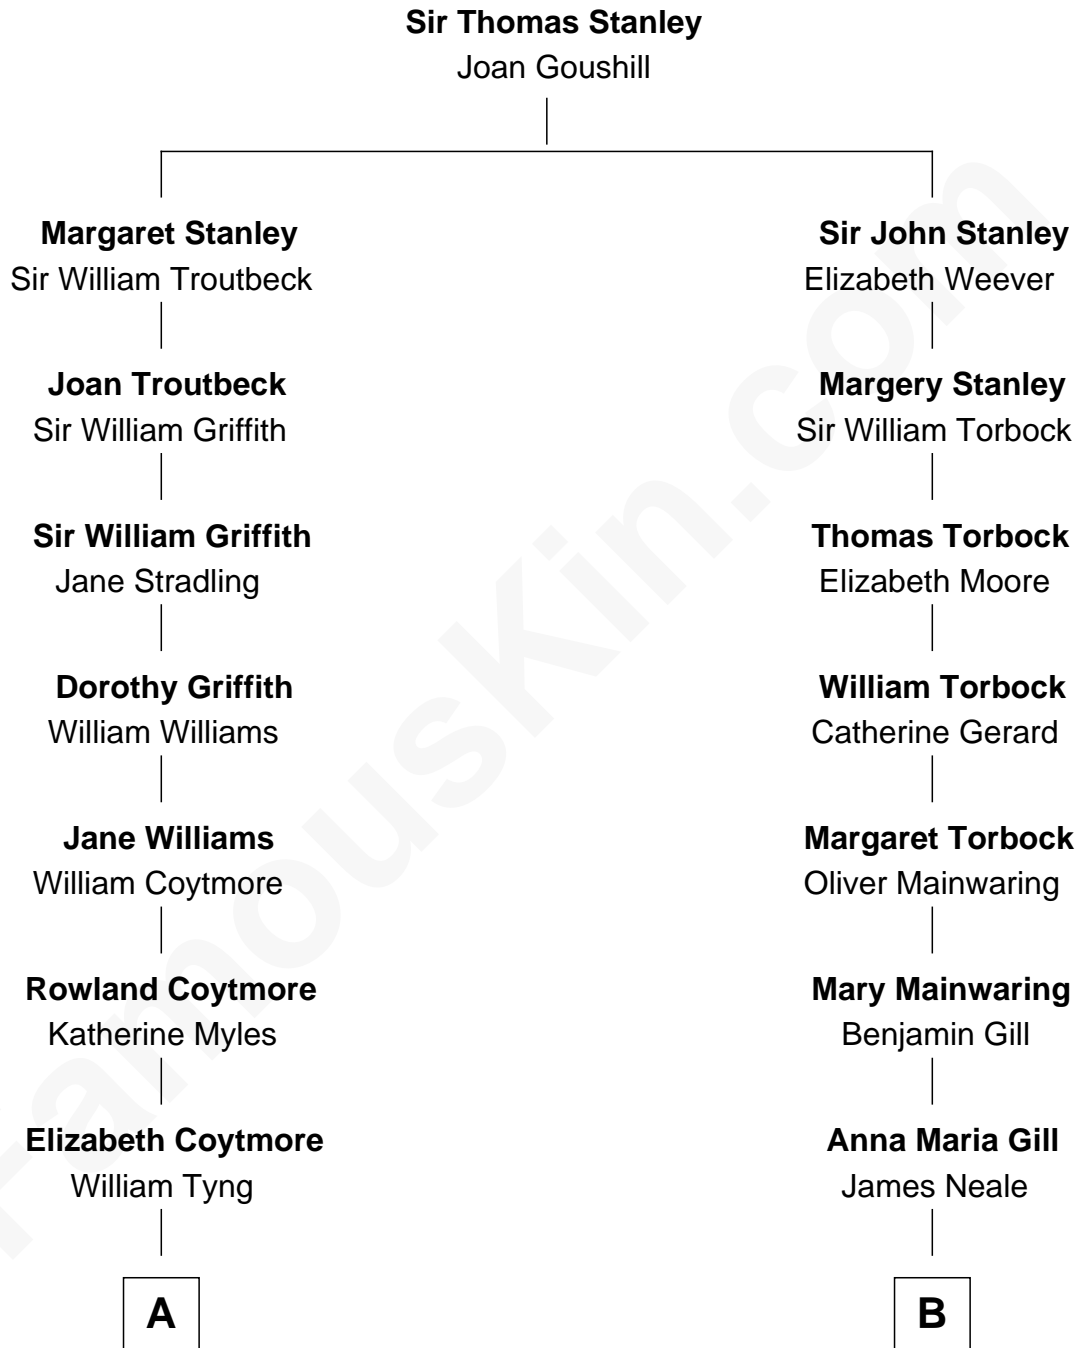 Sir Thomas Stanley
Joan Goushill
Margaret Stanley
Sir William Troutbeck
Sir John Stanley
Elizabeth Weever
Joan Troutbeck
Sir William Griffith
Margery Stanley
Sir William Torbock
Sir William Griffith
Jane Stradling
Thomas Torbock
Elizabeth Moore
Dorothy Griffith
William Williams
William Torbock
Catherine Gerard
Jane Williams
William Coytmore
Margaret Torbock
Oliver Mainwaring
Rowland Coytmore
Katherine Myles
Mary Mainwaring
Benjamin Gill
Elizabeth Coytmore
William Tyng
Anna Maria Gill
James Neale
A
B
FamousKin.com